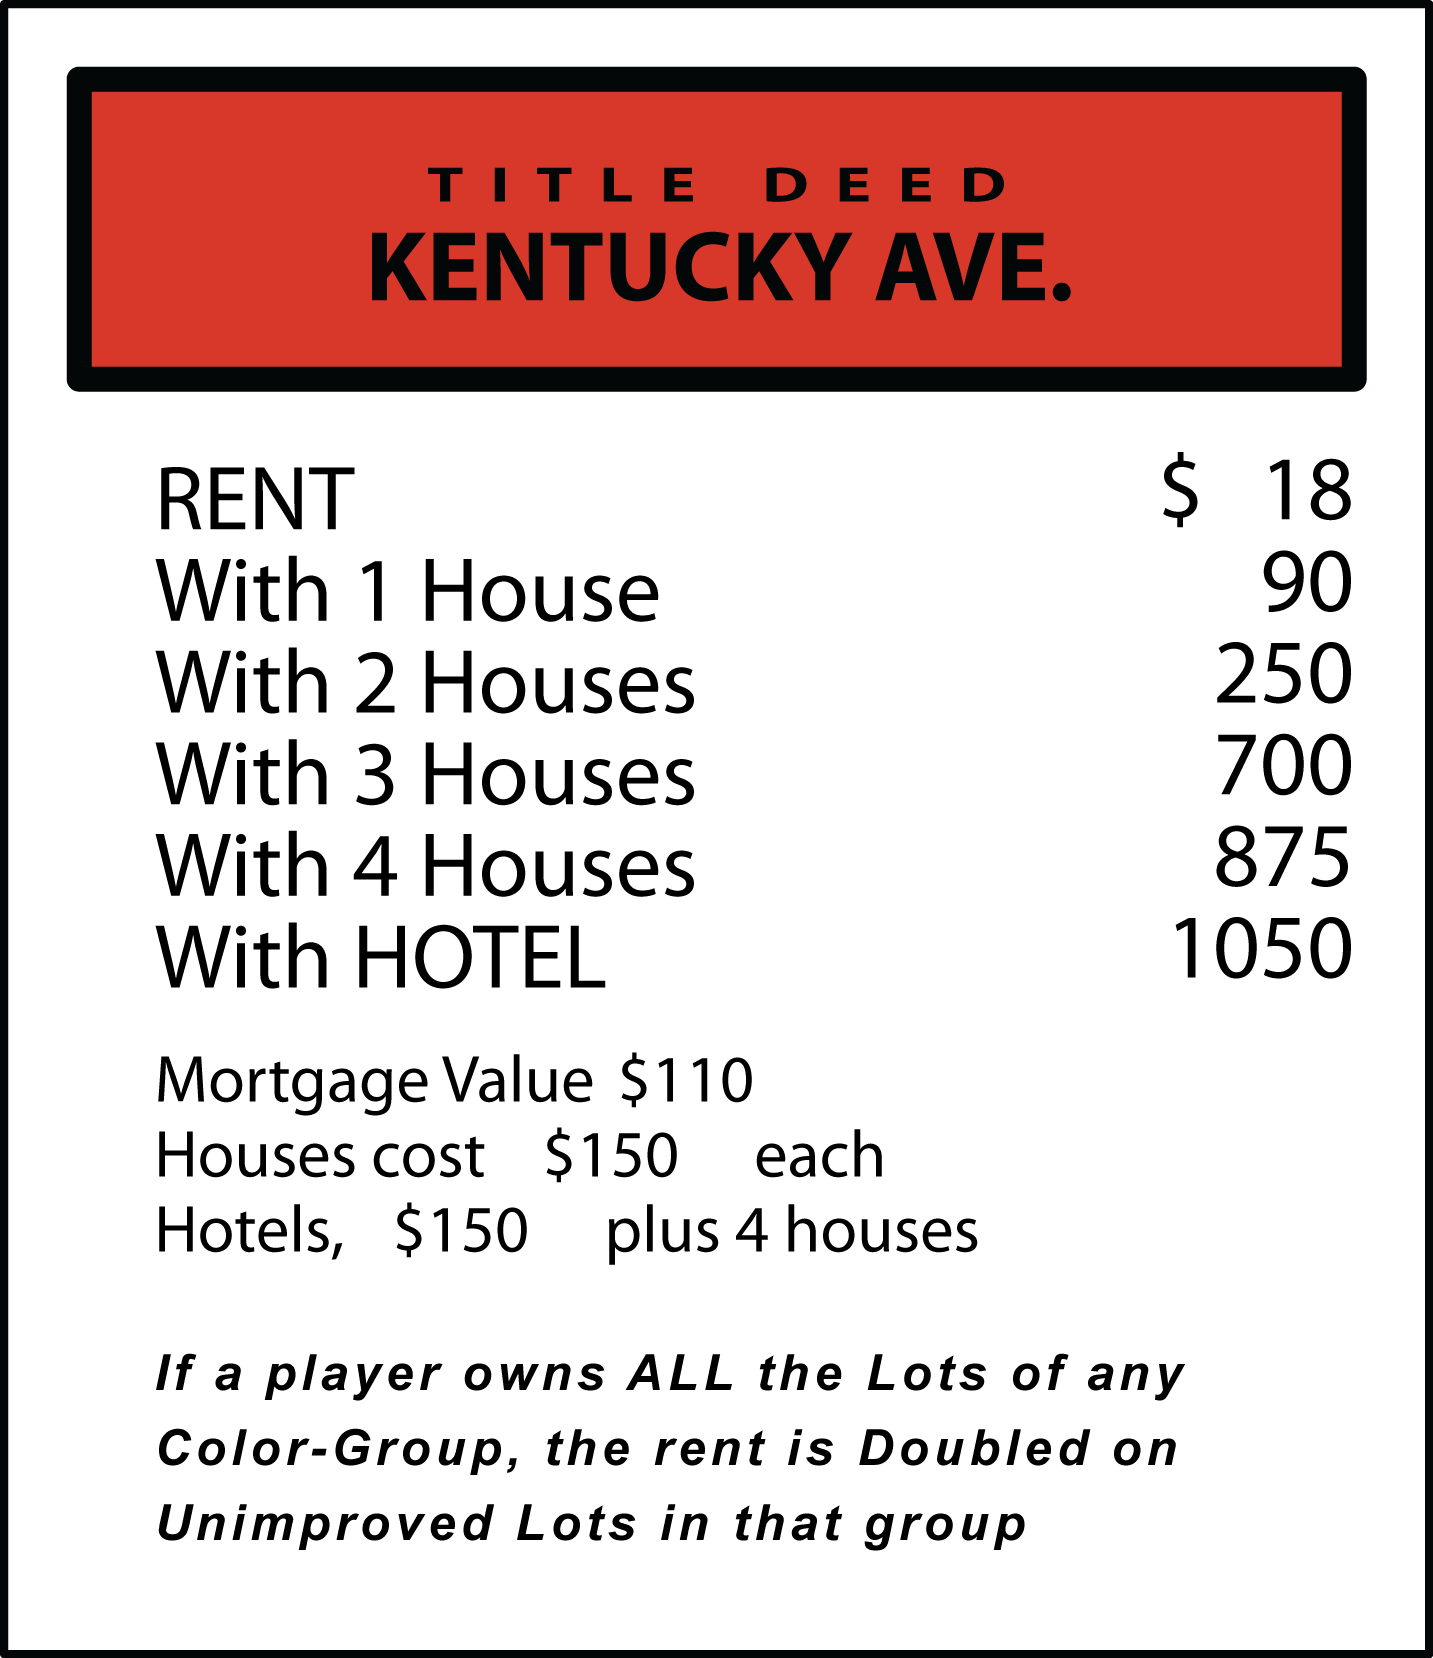 TITLE DEED
KENTUCKY AVE.
RENT $ 18
With 1 House 90
With 2 Houses 250
With 3 Houses 700
With 4 Houses 875
With HOTEL 1050
Mortgage Value $110
Houses cost $150 each
Hotels, $150 plus 4 houses
If a player owns ALL the Lots of any
Color-Group, the rent is Doubled on
Unimproved Lots in that group